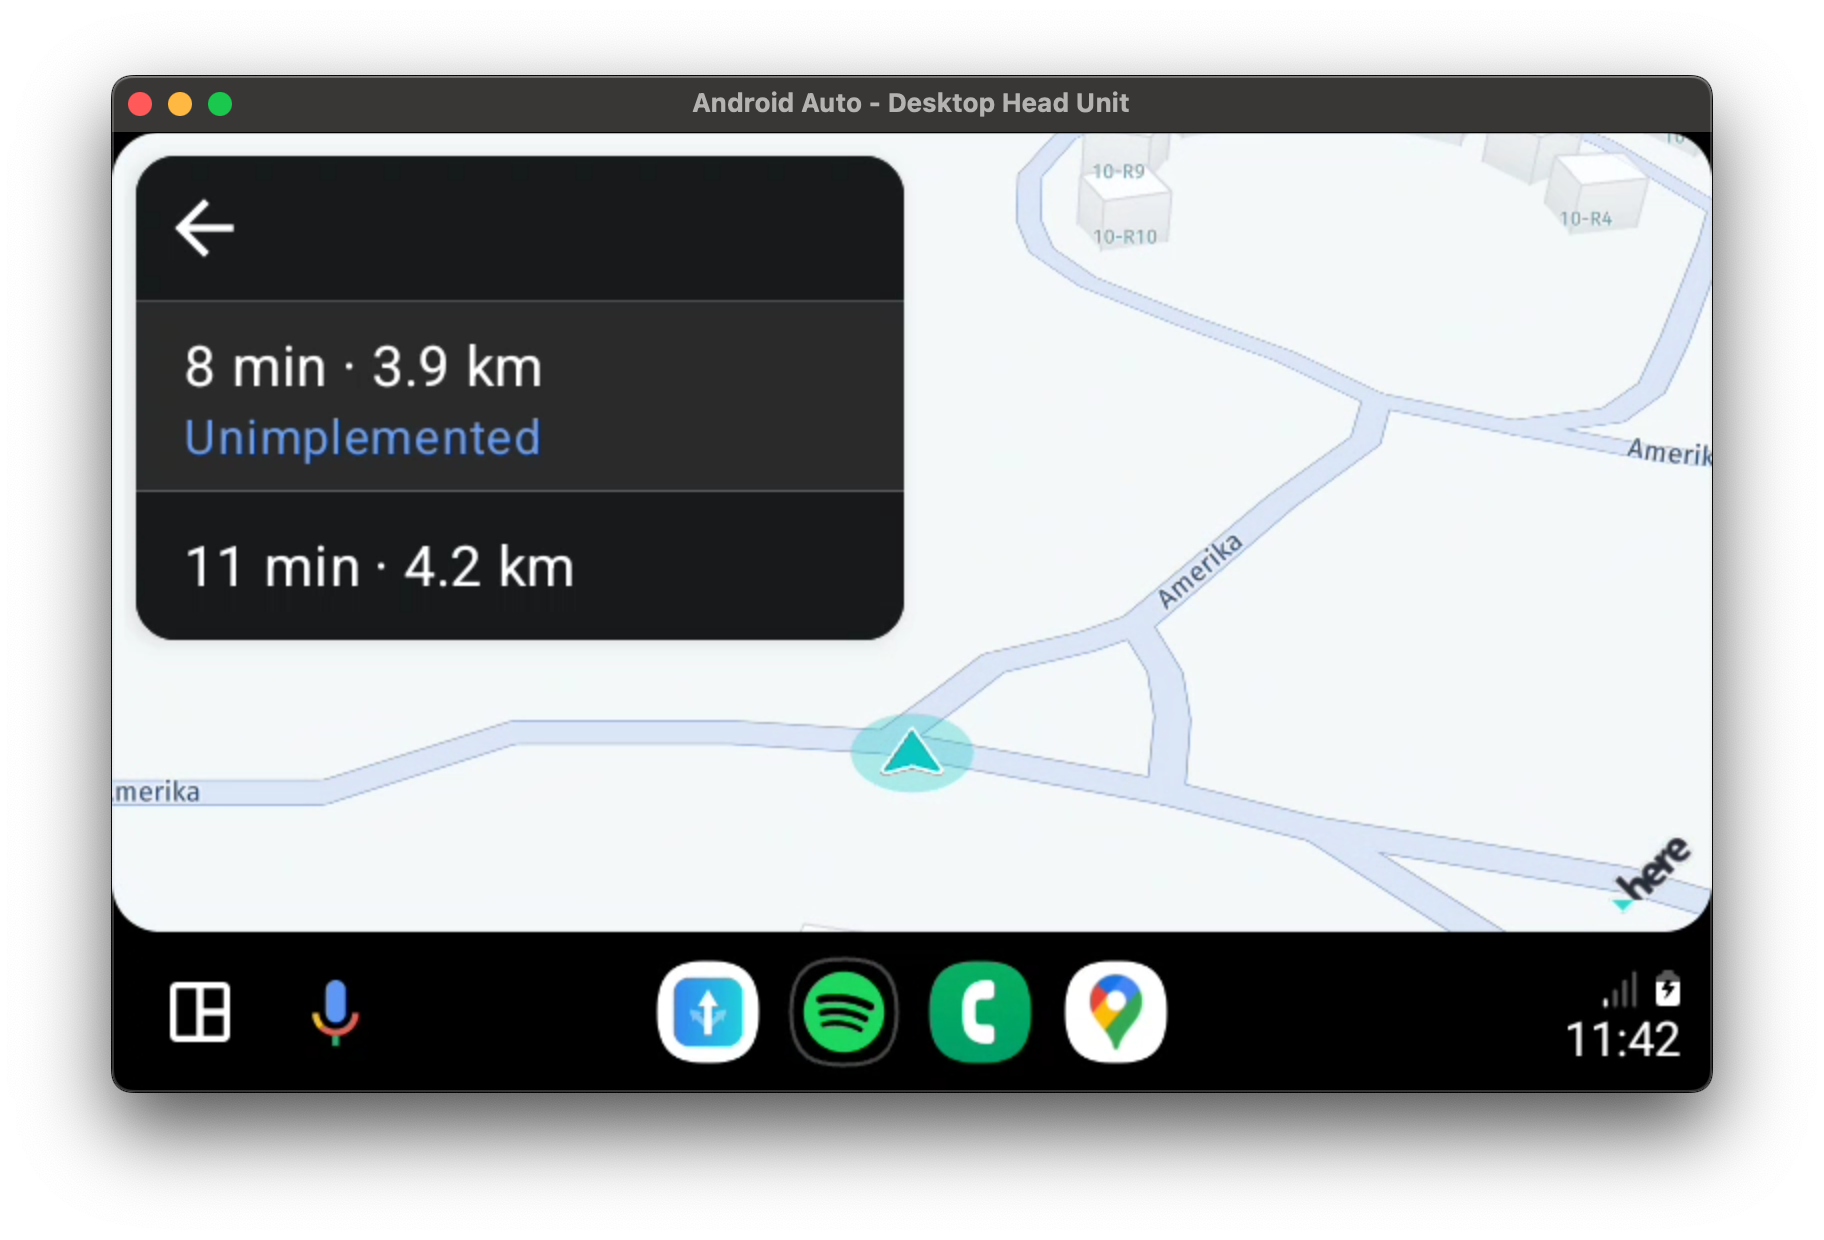 Android Auto - Desktop Head Unit
8 min · 3.9 km
Unimplemented
11 min · 4.2 km
10-R9
10-R10
10-R4
10
Amerik
Amerika
merika
here
11:42